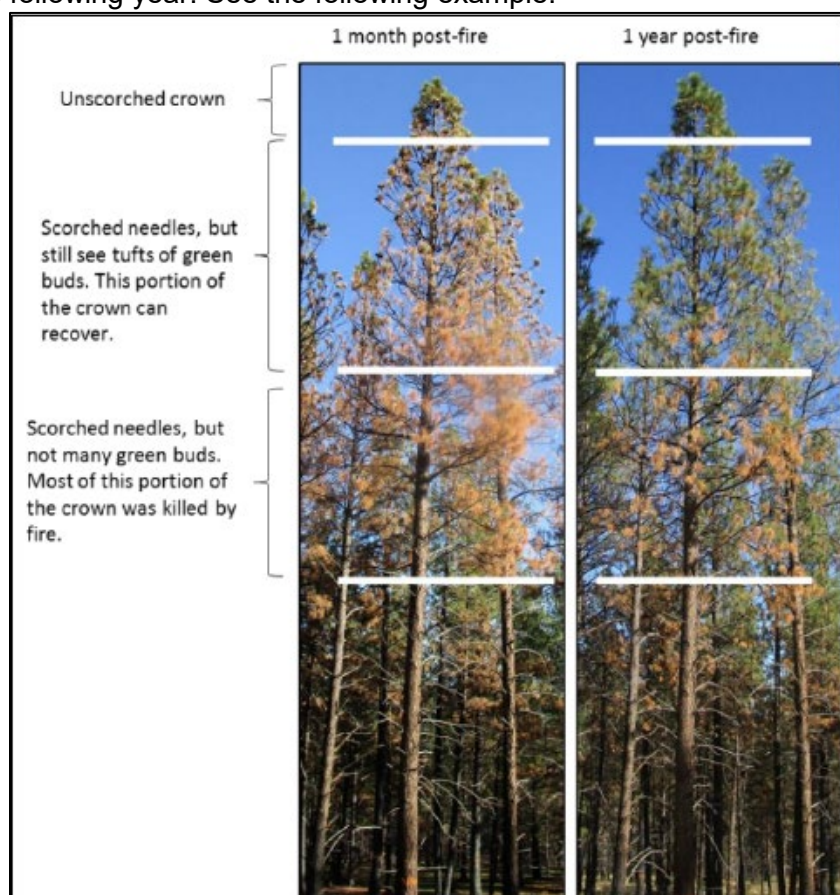 following year. See the following example.
1 month post-fire
1 year post-fire
Unscorched crown
Scorched needles, but
still see tufts of green
buds. This portion of
the crown can
recover.
Scorched needles, but
not many green buds.
Most of this portion of
the crown was killed by
fire.